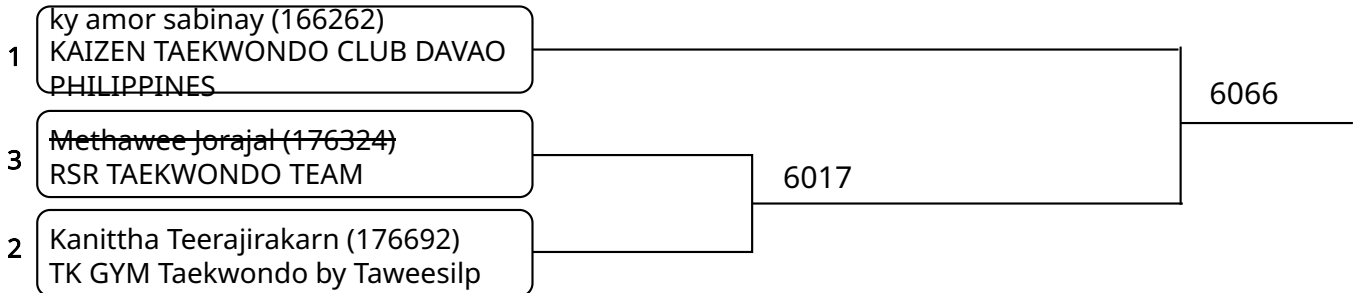 1
ky amor sabinay (166262)
KAIZEN TAEKWONDO CLUB DAVAO
PHILIPPINES
6066
3
Methawee Jorajal (176324)
RSR TAEKWONDO TEAM
6017
2
Kanittha Teerajirakarn (176692)
TK GYM Taekwondo by Taweesilp